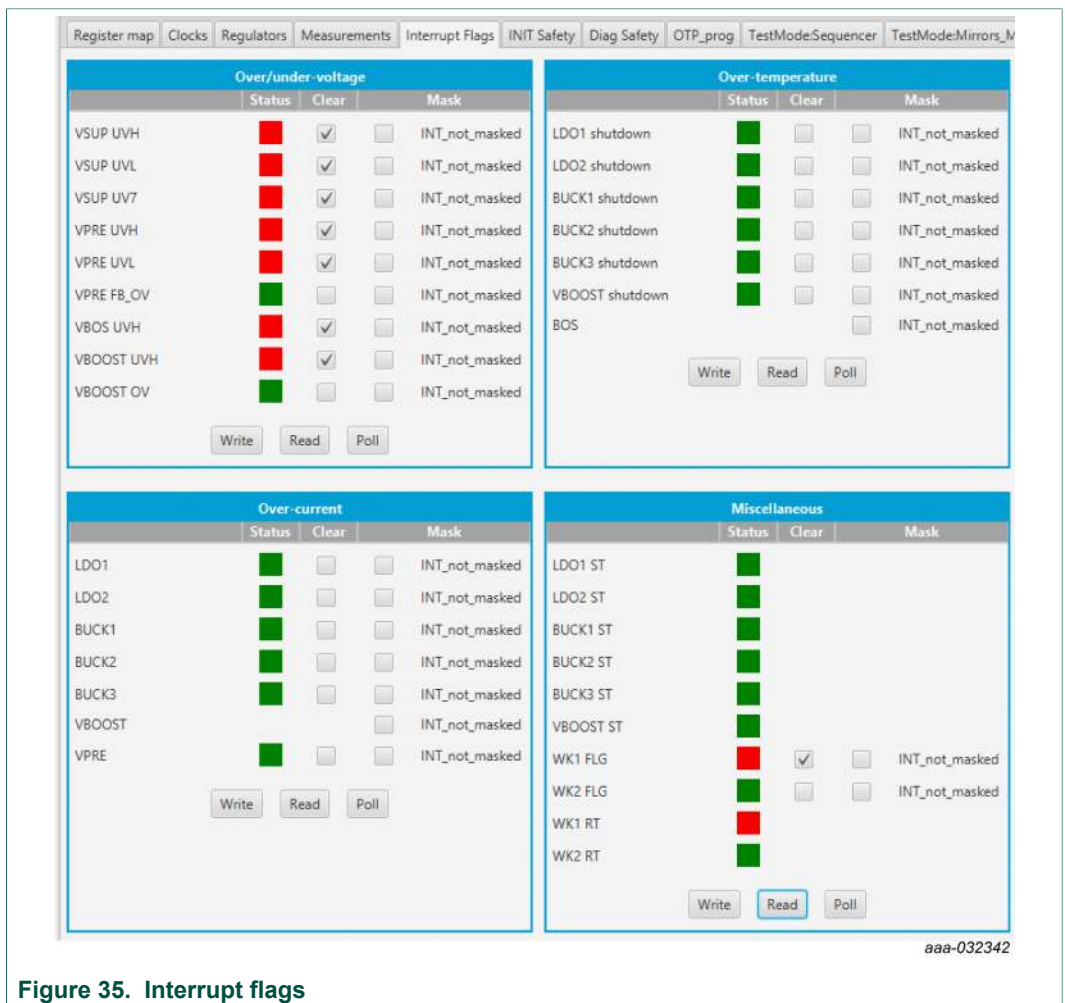 Register map Clocks Regulators Measurements Interrupt Flags INIT Safety Diag Safety OTP_prog TestMode:Sequencer TestMode:Mirrors_M
Over/under-voltage
Status Clear Mask
VSUP UVH INT_not_masked
VSUP UVL INT_not_masked
VSUP UV7 INT_not_masked
VPRE UVH INT_not_masked
VPRE UVL INT_not_masked
VPRE FB_OV INT_not_masked
VBOS UVH INT_not_masked
VBOOST UVH INT_not_masked
VBOOST OV INT_not_masked
Write Read Poll
Over-temperature
Status Clear Mask
LDO1 shutdown INT_not_masked
LDO2 shutdown INT_not_masked
BUCK1 shutdown INT_not_masked
BUCK2 shutdown INT_not_masked
BUCK3 shutdown INT_not_masked
VBOOST shutdown INT_not_masked
BOS INT_not_masked
Write Read Poll
Over-current
Status Clear Mask
LDO1 INT_not_masked
LDO2 INT_not_masked
BUCK1 INT_not_masked
BUCK2 INT_not_masked
BUCK3 INT_not_masked
VBOOST INT_not_masked
VPRE INT_not_masked
Write Read Poll
Miscellaneous
Status Clear Mask
LDO1 ST
LDO2 ST
BUCK1 ST
BUCK2 ST
BUCK3 ST
VBOOST ST
WK1 FLG INT_not_masked
WK2 FLG INT_not_masked
WK1 RT
WK2 RT
Write Read Poll
aaa-032342
Figure 35. Interrupt flags